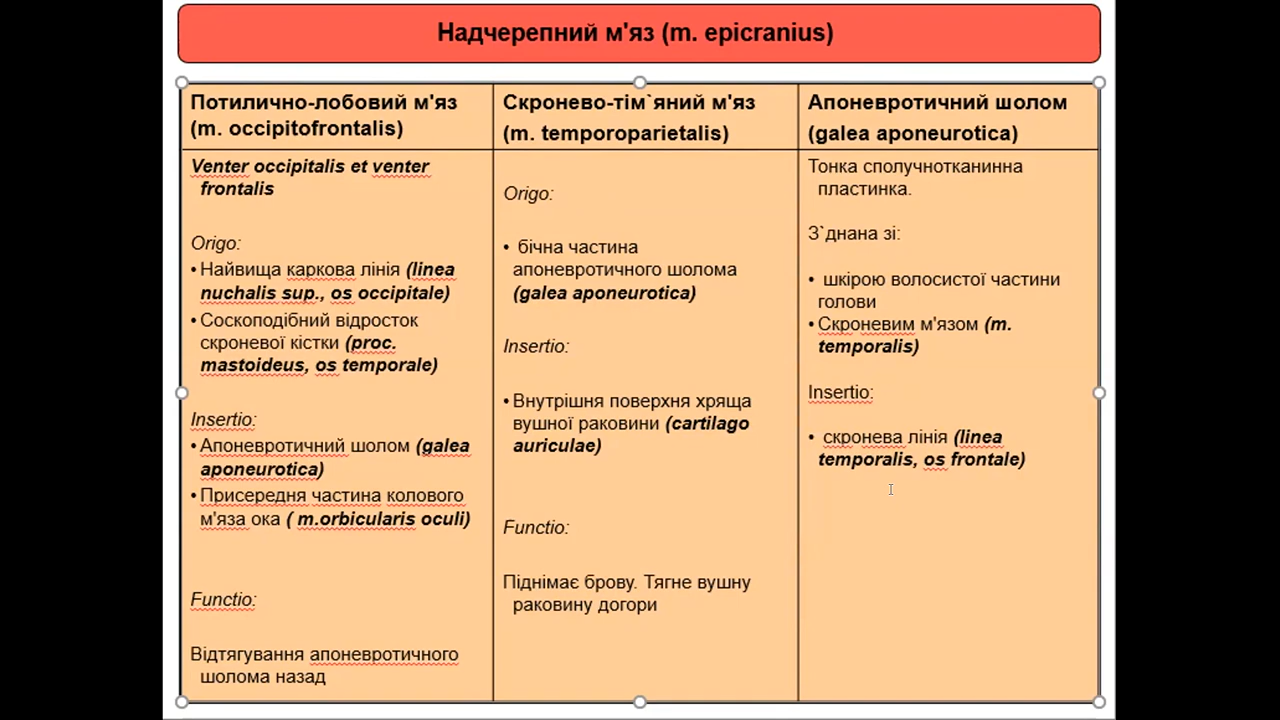 Надчерепний м'яз (m. epicranius)
Потилично-лобовий м'яз
(m. occipitofrontalis)
Venter occipitalis et venter
frontalis
Origo:
• Найвища каркова лінія (linea
nuchalis sup., os occipitale)
• Соскоподібний відросток
скроневої кістки (proc.
mastoideus, os temporale)
Insertio:
• Апоневротичний шолом (galea
aponeurotica)
• Присередня частина колового
м'яза ока ( m.orbicularis oculi)
Functio:
Відтягування апоневротичного
шолома назад
Скронево-тім`яний м'яз
(m. temporoparietalis)
Origo:
• бічна частина
апоневротичного шолома
(galea aponeurotica)
Insertio:
• Внутрішня поверхня хряща
вушної раковини (cartilago
auriculae)
Functio:
Піднімає брову. Тягне вушну
раковину догори
Апоневротичний шолом
(galea aponeurotica)
Тонка сполучнотканинна
пластинка.
З`днана зі:
• шкірою волосистої частини
голови
• Скроневим м'язом (m.
temporalis)
Insertio:
• скронева лінія (linea
temporalis, os frontale)